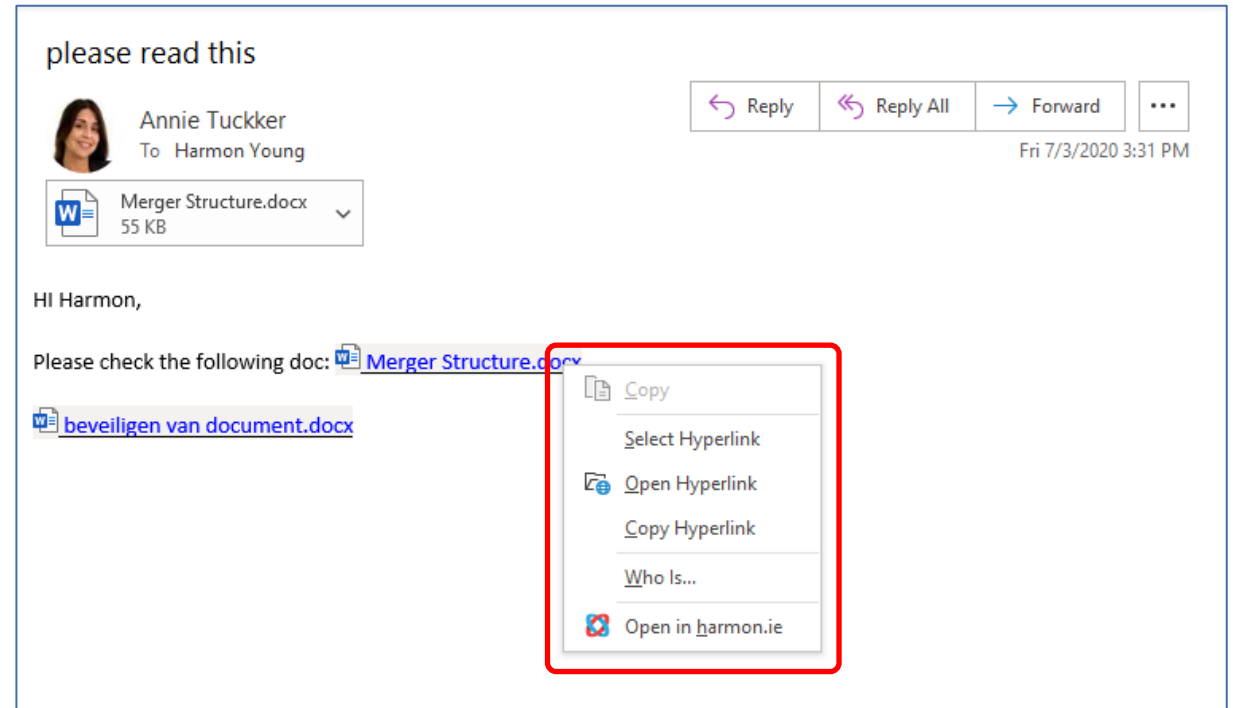 please read this
Annie Tuckker
To Harmon Young
Reply
Reply All
Forward
Fri 7/3/2020 3:31 PM
Merger Structure.docx
55 KB
HI Harmon,
Please check the following doc: Merger Structure.docx
beveiligen van document.docx
Copy
Select Hyperlink
Open Hyperlink
Copy Hyperlink
Who Is...
Open in harmon.ie